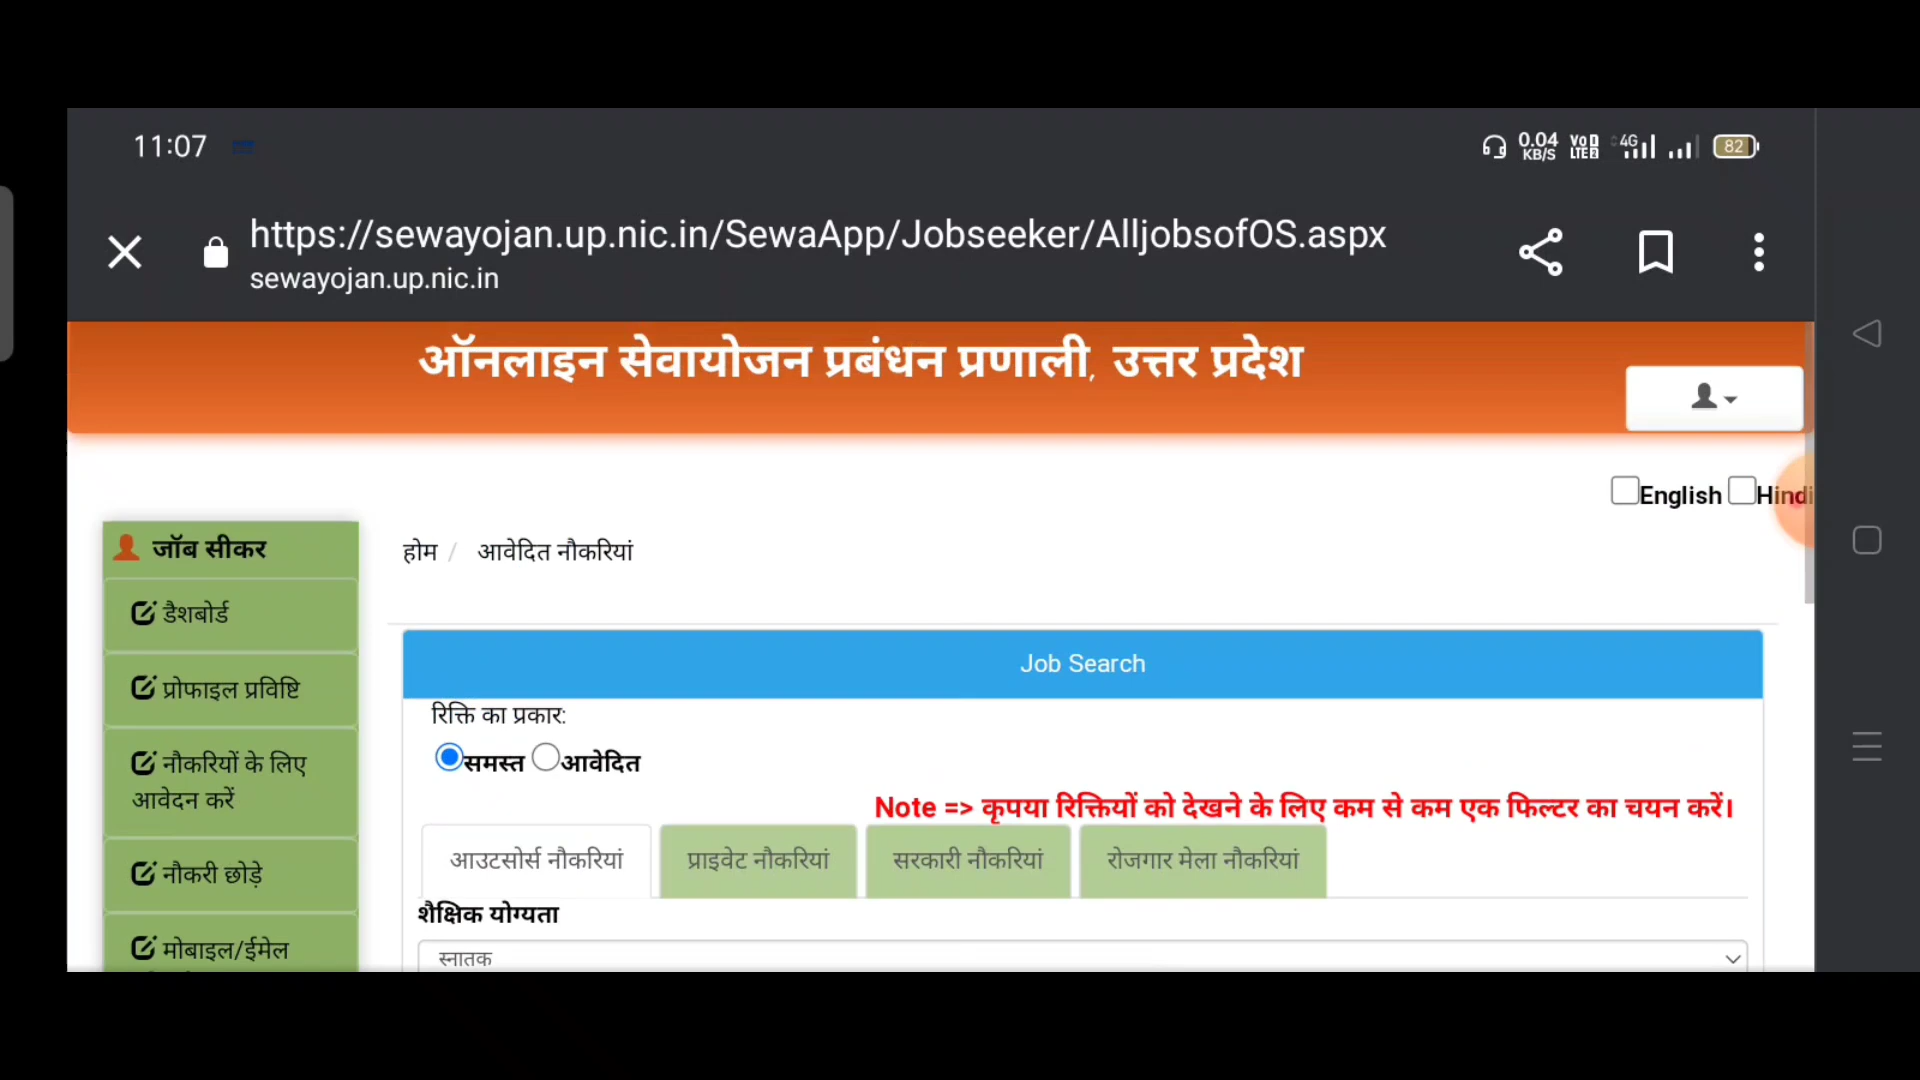 11:07
0.04 KB/S VoD LTE2 4G 82
https://sewayojan.up.nic.in/SewaApp/Jobseeker/AlljobsofOS.aspx
sewayojan.up.nic.in
ऑनलाइन सेवायोजन प्रबंधन प्रणाली, उत्तर प्रदेश
English Hindi
जॉब सीकर
होम / आवेदित नौकरियां
डैशबोर्ड
प्रोफाइल प्रविष्टि
नौकरियों के लिए
आवेदन करें
नौकरी छोड़े
मोबाइल/ईमेल
Job Search
रिक्ति का प्रकार:
समस्त आवेदित
Note => कृपया रिक्तियों को देखने के लिए कम से कम एक फिल्टर का चयन करें।
आउटसोर्स नौकरियां प्राइवेट नौकरियां सरकारी नौकरियां रोजगार मेला नौकरियां
शैक्षिक योग्यता
स्नातक